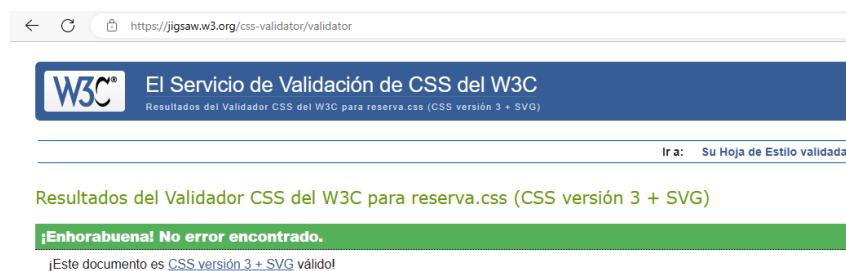 https://jigsaw.w3.org/css-validator/validator
W3C® El Servicio de Validación de CSS del W3C
Resultados del Validador CSS del W3C para reserva.css (CSS versión 3 + SVG)
Ir a: Su Hoja de Estilo validada
Resultados del Validador CSS del W3C para reserva.css (CSS versión 3 + SVG)
¡Enhorabuena! No error encontrado.
¡Este documento es CSS versión 3 + SVG válido!